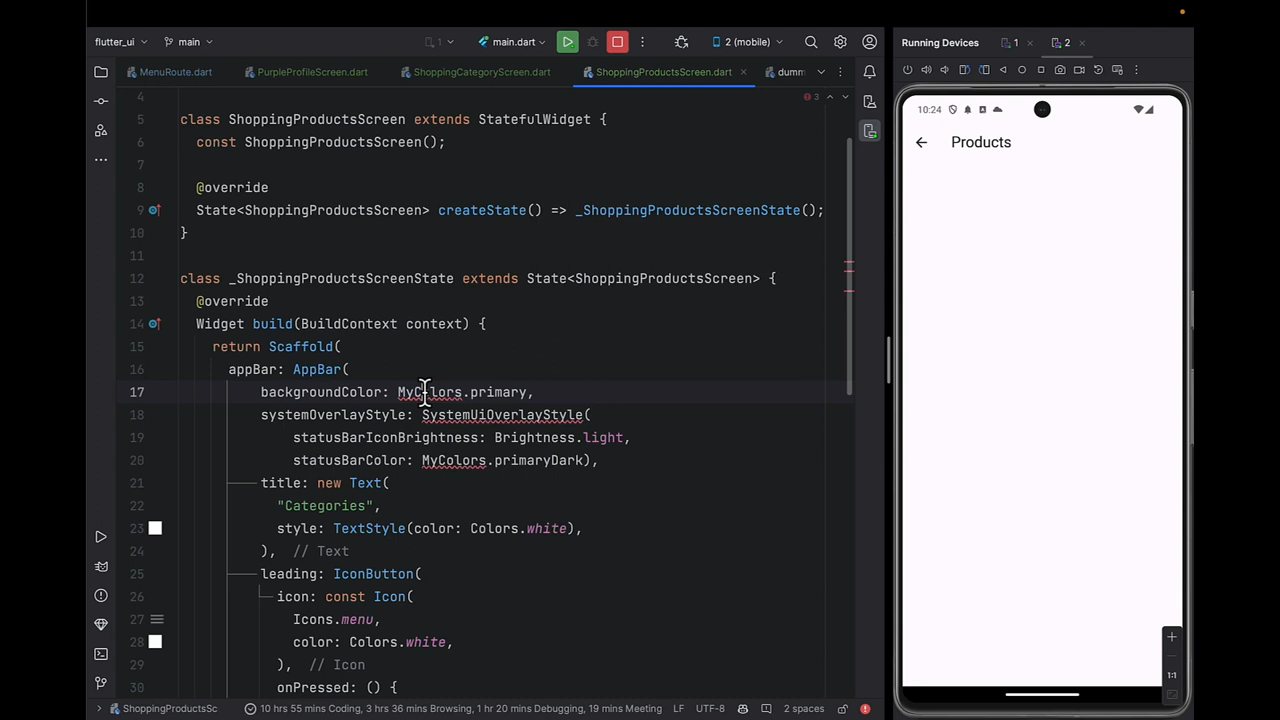 flutter_ui
main
1
main.dart
2 (mobile)
Running Devices
1
2
MenuRoute.dart
PurpleProfileScreen.dart
ShoppingCategoryScreen.dart
ShoppingProductsScreen.dart
dumm
3
4
5 class ShoppingProductsScreen extends StatefulWidget {
6 const ShoppingProductsScreen();
7
8 @override
9 State<ShoppingProductsScreen> createState() => _ShoppingProductsScreenState();
10 }
11
12 class _ShoppingProductsScreenState extends State<ShoppingProductsScreen> {
13 @override
14 Widget build(BuildContext context) {
15 return Scaffold(
16 appBar: AppBar(
17 backgroundColor: MyColors.primary,
18 systemOverlayStyle: SystemUiOverlayStyle(
19 statusBarIconBrightness: Brightness.light,
20 statusBarColor: MyColors.primaryDark),
21 title: new Text(
22 "Categories",
23 style: TextStyle(color: Colors.white),
24 ), // Text
25 leading: IconButton(
26 icon: const Icon(
27 Icons.menu,
28 color: Colors.white,
29 ), // Icon
30 onPressed: () {
10:24
Products
1:1
ShoppingProductsSc
10 hrs 55 mins Coding, 3 hrs 36 mins Browsing, 1 hr 20 mins Debugging, 19 mins Meeting
LF
UTF-8
2 spaces